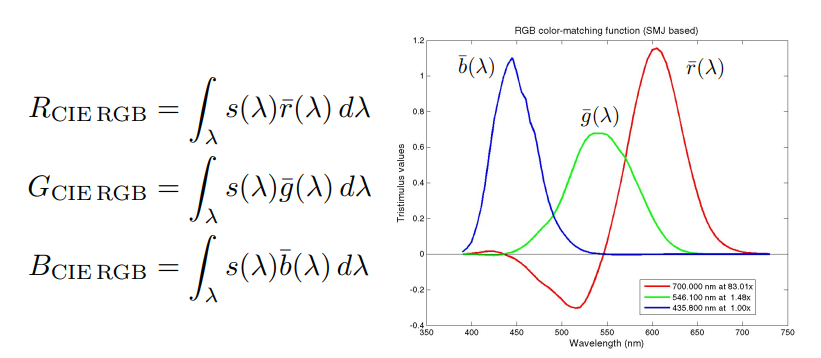 R_CIE RGB = ∫_λ s(λ)r̄(λ) dλ
G_CIE RGB = ∫_λ s(λ)ḡ(λ) dλ
B_CIE RGB = ∫_λ s(λ)b̄(λ) dλ
RGB color-matching function (SMJ based)
b̄(λ)
r̄(λ)
ḡ(λ)
Tristimulus values
1.2
1
0.8
0.6
0.4
0.2
0
-0.2
-0.4
700.000 nm at 83.01x
546.100 nm at 1.48x
435.800 nm at 1.00x
350 400 450 500 550 600 650 700 750
Wavelength (nm)